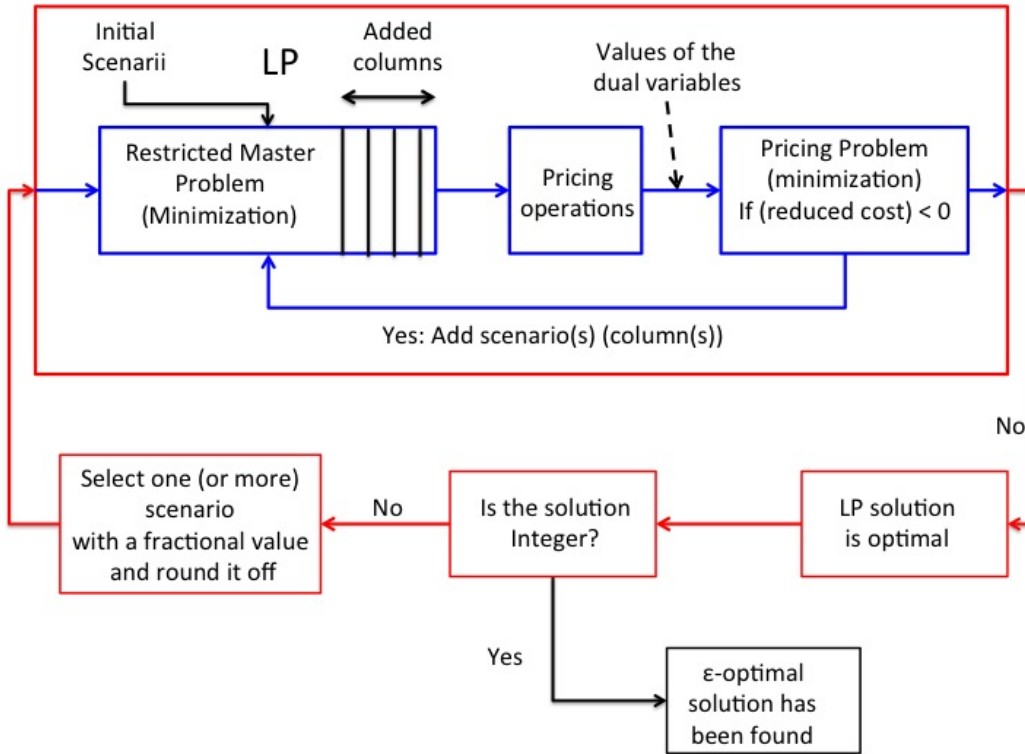 Initial
Scenarii
LP
Added
columns
Values of the
dual variables
Restricted Master
Problem
(Minimization)
Pricing
operations
Pricing Problem
(minimization)
If (reduced cost) < 0
Yes: Add scenario(s) (column(s))
No
LP solution
is optimal
Is the solution
Integer?
No
Select one (or more)
scenario
with a fractional value
and round it off
Yes
ε-optimal
solution has
been found